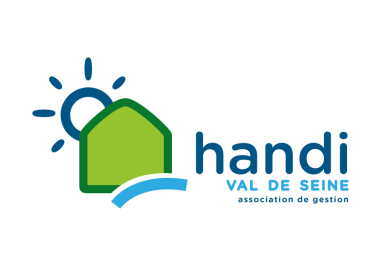 handi
VAL DE SEINE
association de gestion